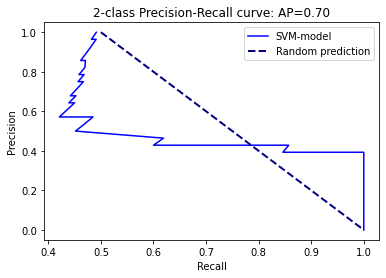 2-class Precision-Recall curve: AP=0.70
SVM-model
Random prediction
Precision
1.0
0.8
0.6
0.4
0.2
0.0
0.4 0.5 0.6 0.7 0.8 0.9 1.0
Recall